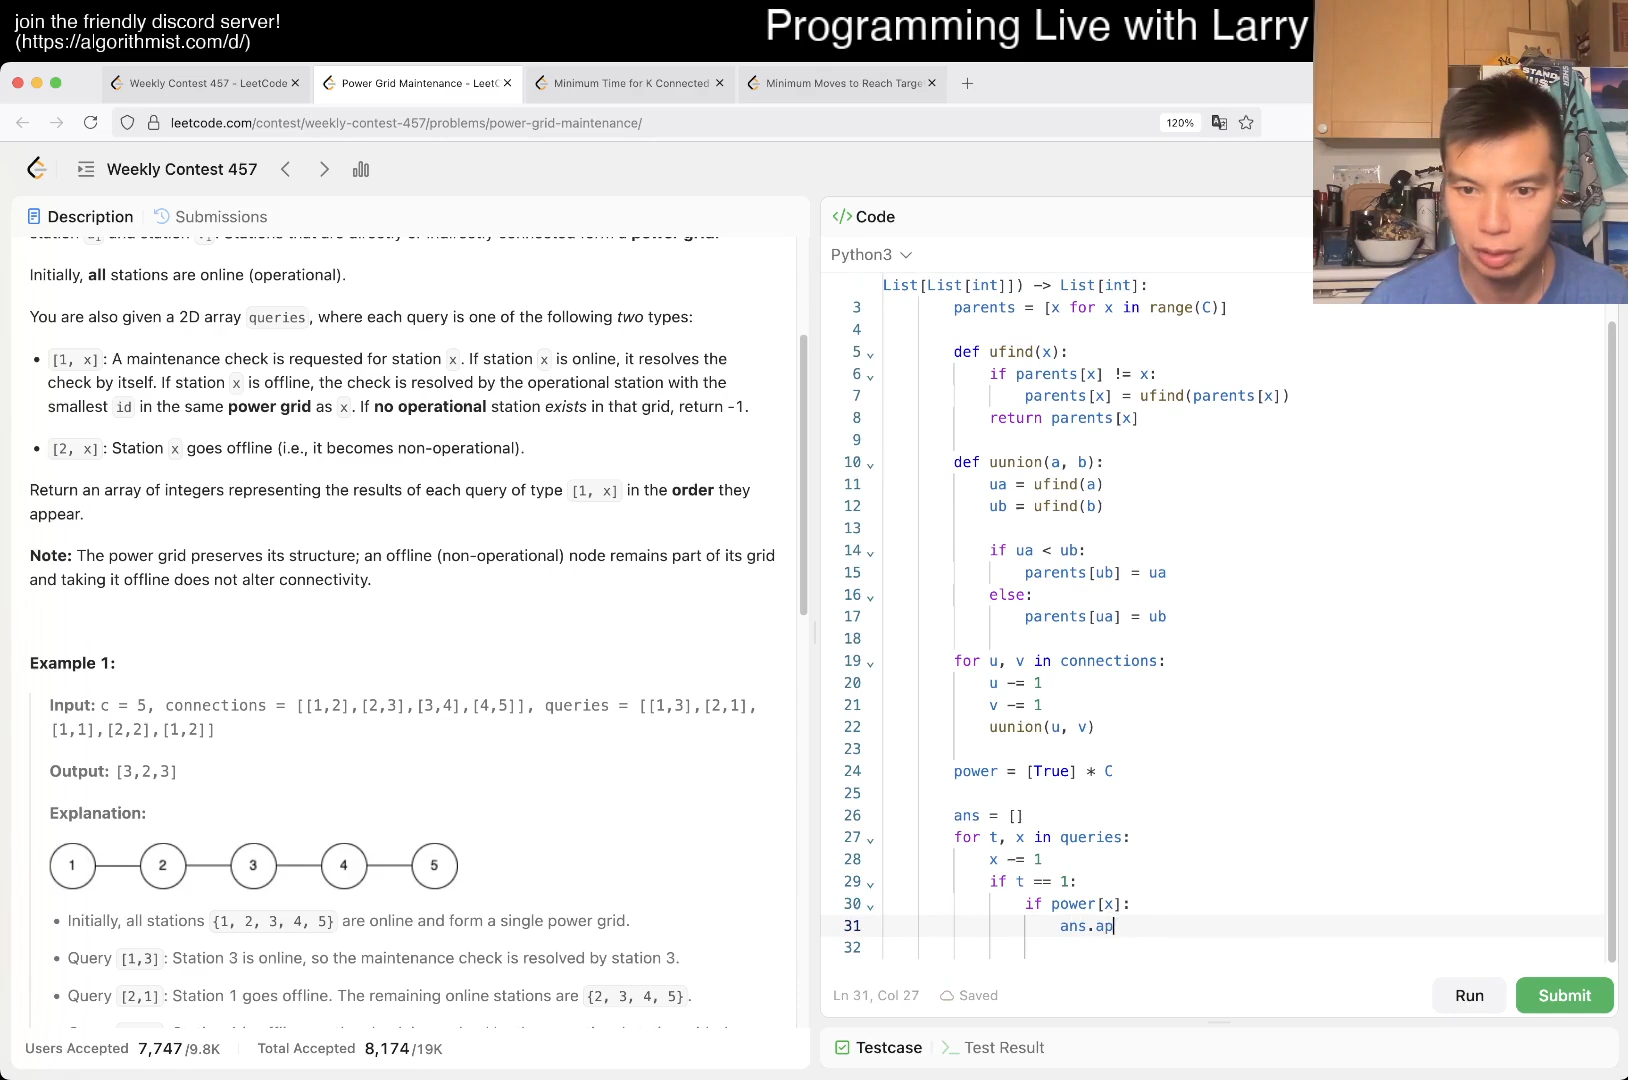 join the friendly discord server!
(https://algorithmist.com/d/)
Programming Live with Larry
Weekly Contest 457 - LeetCode
Power Grid Maintenance - LeetC
Minimum Time for K Connected
Minimum Moves to Reach Targe
leetcode.com/contest/weekly-contest-457/problems/power-grid-maintenance/
120%
Weekly Contest 457
Description
Submissions
Initially, all stations are online (operational).
You are also given a 2D array queries, where each query is one of the following two types:
• [1, x]: A maintenance check is requested for station x. If station x is online, it resolves the
check by itself. If station x is offline, the check is resolved by the operational station with the
smallest id in the same power grid as x. If no operational station exists in that grid, return -1.
• [2, x]: Station x goes offline (i.e., it becomes non-operational).
Return an array of integers representing the results of each query of type [1, x] in the order they
appear.
Note: The power grid preserves its structure; an offline (non-operational) node remains part of its grid
and taking it offline does not alter connectivity.
Example 1:
Input: c = 5, connections = [[1,2],[2,3],[3,4],[4,5]], queries = [[1,3],[2,1],
[1,1],[2,2],[1,2]]
Output: [3,2,3]
Explanation:
1 2 3 4 5
• Initially, all stations {1, 2, 3, 4, 5} are online and form a single power grid.
• Query [1,3]: Station 3 is online, so the maintenance check is resolved by station 3.
• Query [2,1]: Station 1 goes offline. The remaining online stations are {2, 3, 4, 5}.
Users Accepted 7,747/9.8K
Total Accepted 8,174/19K
</> Code
Python3
List[List[int]]) -> List[int]:
3 parents = [x for x in range(C)]
4
5 def ufind(x):
6 if parents[x] != x:
7 parents[x] = ufind(parents[x])
8 return parents[x]
9
10 def uunion(a, b):
11 ua = ufind(a)
12 ub = ufind(b)
13
14 if ua < ub:
15 parents[ub] = ua
16 else:
17 parents[ua] = ub
18
19 for u, v in connections:
20 u -= 1
21 v -= 1
22 uunion(u, v)
23
24 power = [True] * C
25
26 ans = []
27 for t, x in queries:
28 x -= 1
29 if t == 1:
30 if power[x]:
31 ans.ap
32
Ln 31, Col 27
Saved
Run
Submit
Testcase
Test Result